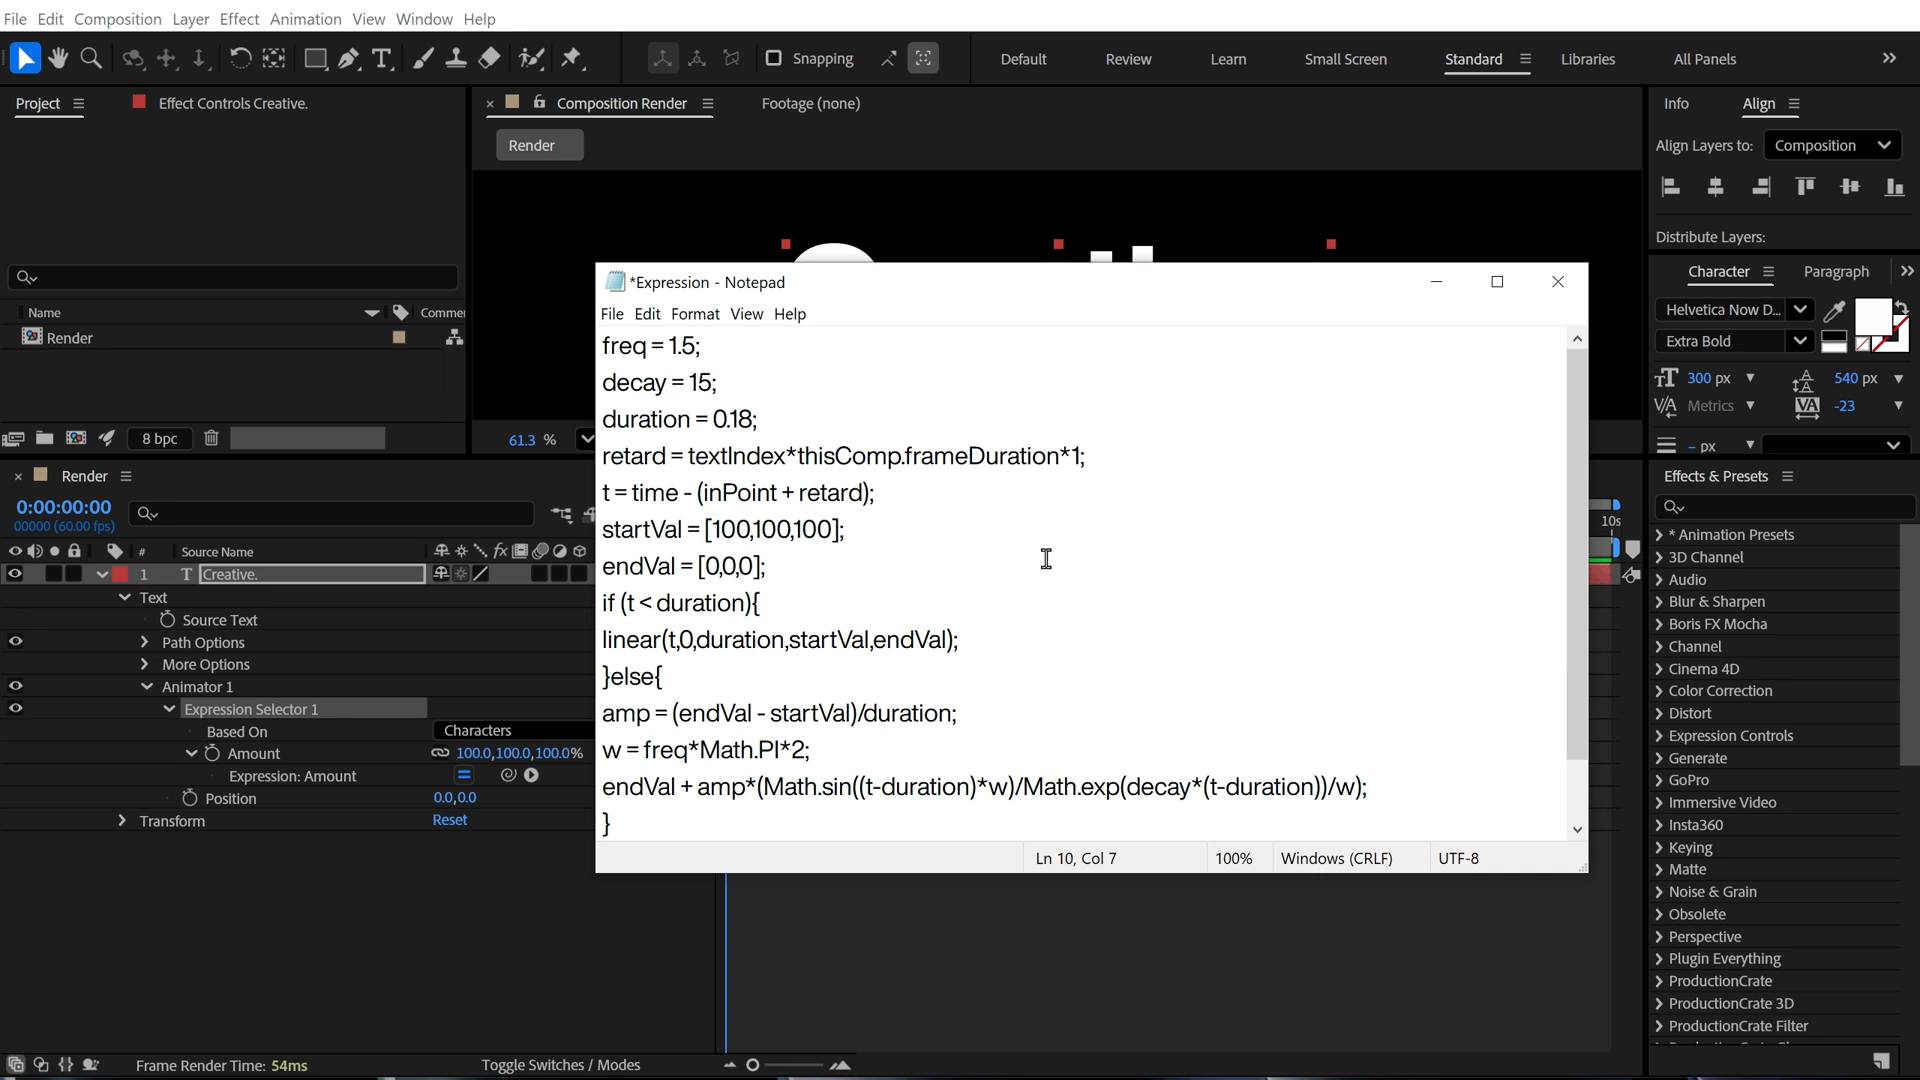 File Edit Composition Layer Effect Animation View Window Help
Snapping
Default Review Learn Small Screen Standard Libraries All Panels
Project Effect Controls Creative.
Composition Render Footage (none)
Render
Info Align
Align Layers to: Composition
Distribute Layers:
Name Comme
Render
8 bpc
61.3 %
Character Paragraph
Helvetica Now D...
Extra Bold
300 px 540 px
Metrics -23
- px
*Expression - Notepad
File Edit Format View Help
freq = 1.5;
decay = 15;
duration = 0.18;
retard = textIndex*thisComp.frameDuration*1;
t = time - (inPoint + retard);
startVal = [100,100,100];
endVal = [0,0,0];
if (t < duration){
linear(t,0,duration,startVal,endVal);
}else{
amp = (endVal - startVal)/duration;
w = freq*Math.PI*2;
endVal + amp*(Math.sin((t-duration)*w)/Math.exp(decay*(t-duration))/w);
}
Ln 10, Col 7 100% Windows (CRLF) UTF-8
Render
0:00:00:00
00000 (60.00 fps)
10s
# Source Name
1 T Creative.
Text
Source Text
Path Options
More Options
Animator 1
Expression Selector 1
Based On Characters
Amount 100.0,100.0,100.0%
Expression: Amount
Position 0.0,0.0
Transform Reset
Frame Render Time: 54ms Toggle Switches / Modes
Effects & Presets
* Animation Presets
3D Channel
Audio
Blur & Sharpen
Boris FX Mocha
Channel
Cinema 4D
Color Correction
Distort
Expression Controls
Generate
GoPro
Immersive Video
Insta360
Keying
Matte
Noise & Grain
Obsolete
Perspective
Plugin Everything
ProductionCrate
ProductionCrate 3D
ProductionCrate Filter